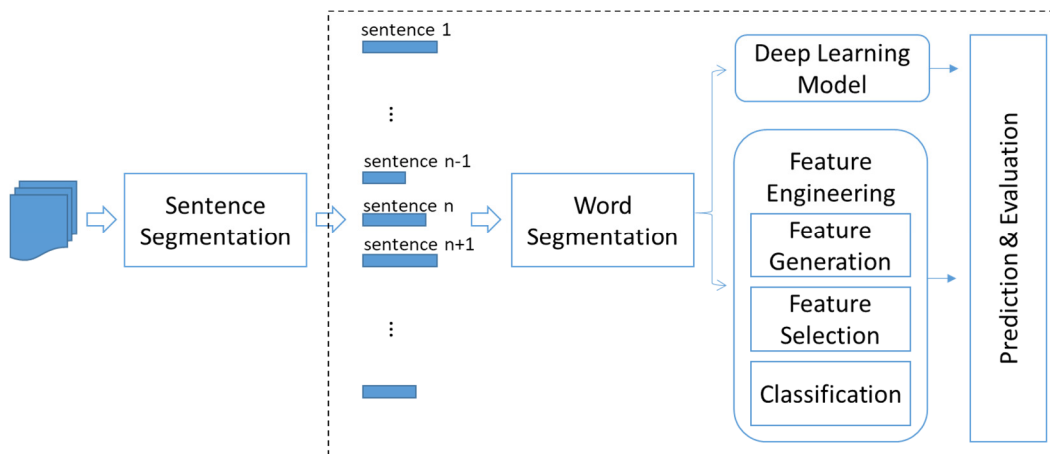 sentence 1
⋮
sentence n-1
sentence n
sentence n+1
⋮
Sentence
Segmentation
Word
Segmentation
Deep Learning
Model
Feature
Engineering
Feature
Generation
Feature
Selection
Classification
Prediction & Evaluation